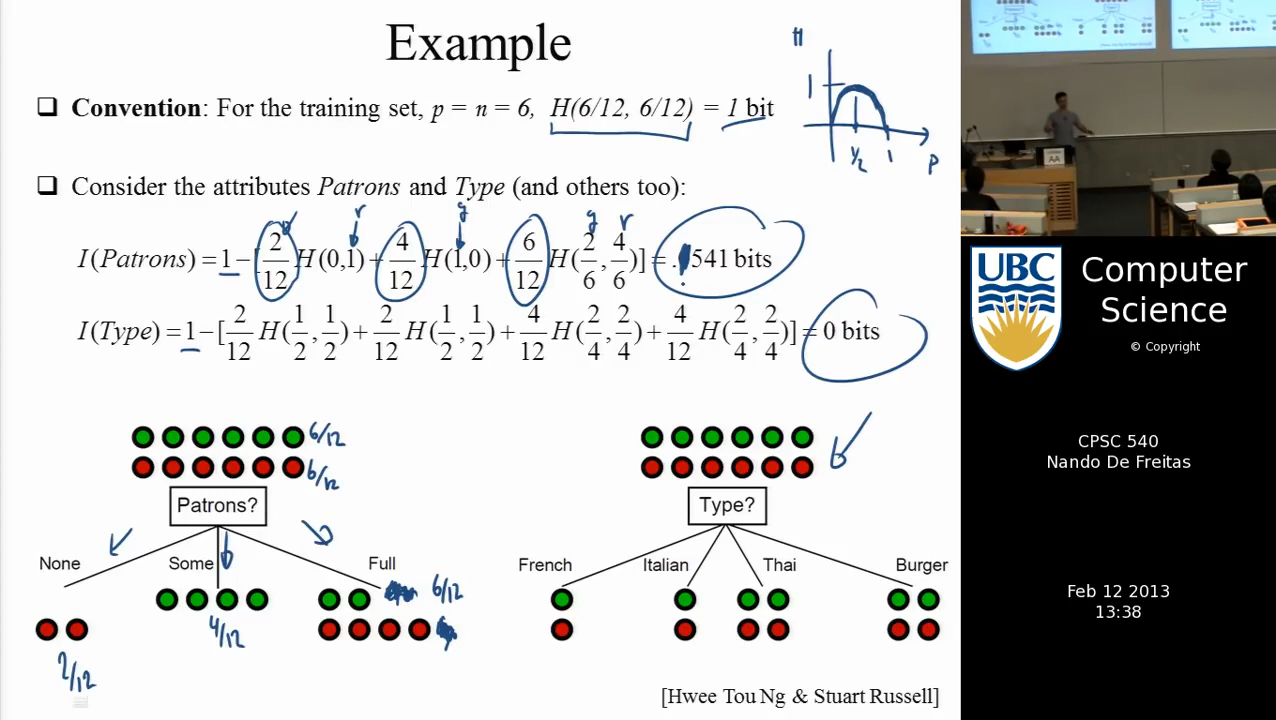 Example
H
❑ Convention: For the training set, p = n = 6, H(6/12, 6/12) = 1 bit
1
1/2 1 P
❑ Consider the attributes Patrons and Type (and others too):
r g g r
I(Patrons) = 1 − [2/12 H(0,1) + 4/12 H(1,0) + 6/12 H(2/6, 4/6)] = .541 bits
I(Type) = 1 − [2/12 H(1/2, 1/2) + 2/12 H(1/2, 1/2) + 4/12 H(2/4, 2/4) + 4/12 H(2/4, 2/4)] = 0 bits
6/12
6/12
Patrons?
None Some Full
6/12
4/12
2/12
Type?
French Italian Thai Burger
[Hwee Tou Ng & Stuart Russell]
AA
UBC
Computer
Science
© Copyright
CPSC 540
Nando De Freitas
Feb 12 2013
13:38